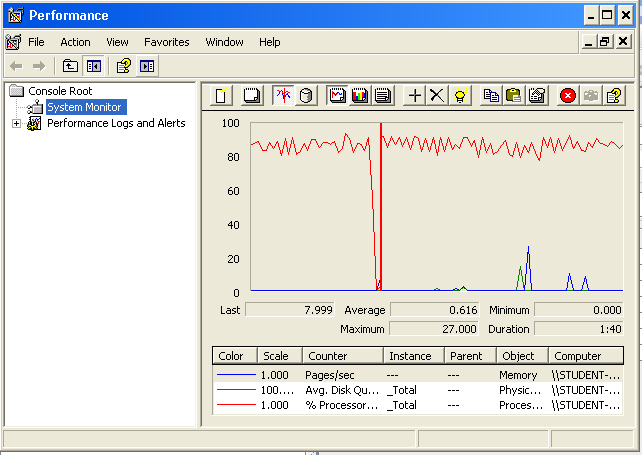 Performance
File Action View Favorites Window Help
Console Root
System Monitor
Performance Logs and Alerts
100
80
60
40
20
0
Last 7.999 Average 0.616 Minimum 0.000
Maximum 27.000 Duration 1:40
Color Scale Counter Instance Parent Object Computer
1.000 Pages/sec --- --- Memory \\STUDENT-...
100.... Avg. Disk Qu... _Total --- Physic... \\STUDENT-...
1.000 % Processor... _Total --- Proces... \\STUDENT-...